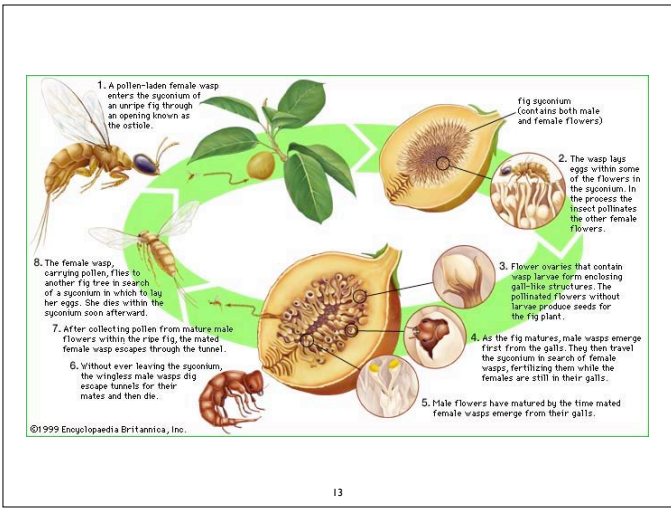 1. A pollen-laden female wasp
enters the syconium of
an unripe fig through
an opening known as
the ostiole.
fig syconium
(contains both male
and female flowers)
2. The wasp lays
eggs within some
of the flowers in
the syconium. In
the process the
insect pollinates
the other female
flowers.
3. Flower ovaries that contain
wasp larvae form enclosing
gall-like structures. The
pollinated flowers without
larvae produce seeds for
the fig plant.
4. As the fig matures, male wasps emerge
first from the galls. They then travel
the syconium in search of female
wasps, fertilizing them while the
females are still in their galls.
5. Male flowers have matured by the time mated
female wasps emerge from their galls.
6. Without ever leaving the syconium,
the wingless male wasps dig
escape tunnels for their
mates and then die.
7. After collecting pollen from mature male
flowers within the ripe fig, the mated
female wasp escapes through the tunnel.
8. The female wasp,
carrying pollen, flies to
another fig tree in search
of a syconium in which to lay
her eggs. She dies within the
syconium soon afterward.
©1999 Encyclopaedia Britannica, Inc.
13